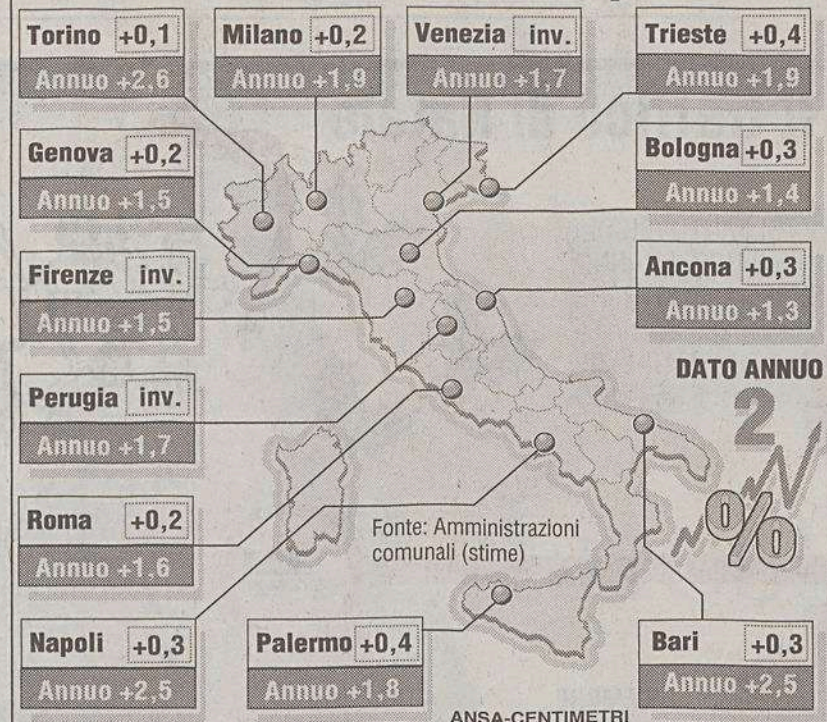 Torino +0,1
Annuo +2,6
Milano +0,2
Annuo +1,9
Venezia inv.
Annuo +1,7
Trieste +0,4
Annuo +1,9
Genova +0,2
Annuo +1,5
Bologna +0,3
Annuo +1,4
Firenze inv.
Annuo +1,5
Ancona +0,3
Annuo +1,3
Perugia inv.
Annuo +1,7
DATO ANNUO
2
%
Roma +0,2
Annuo +1,6
Fonte: Amministrazioni
comunali (stime)
Napoli +0,3
Annuo +2,5
Palermo +0,4
Annuo +1,8
Bari +0,3
Annuo +2,5
ANSA-CENTIMETRI